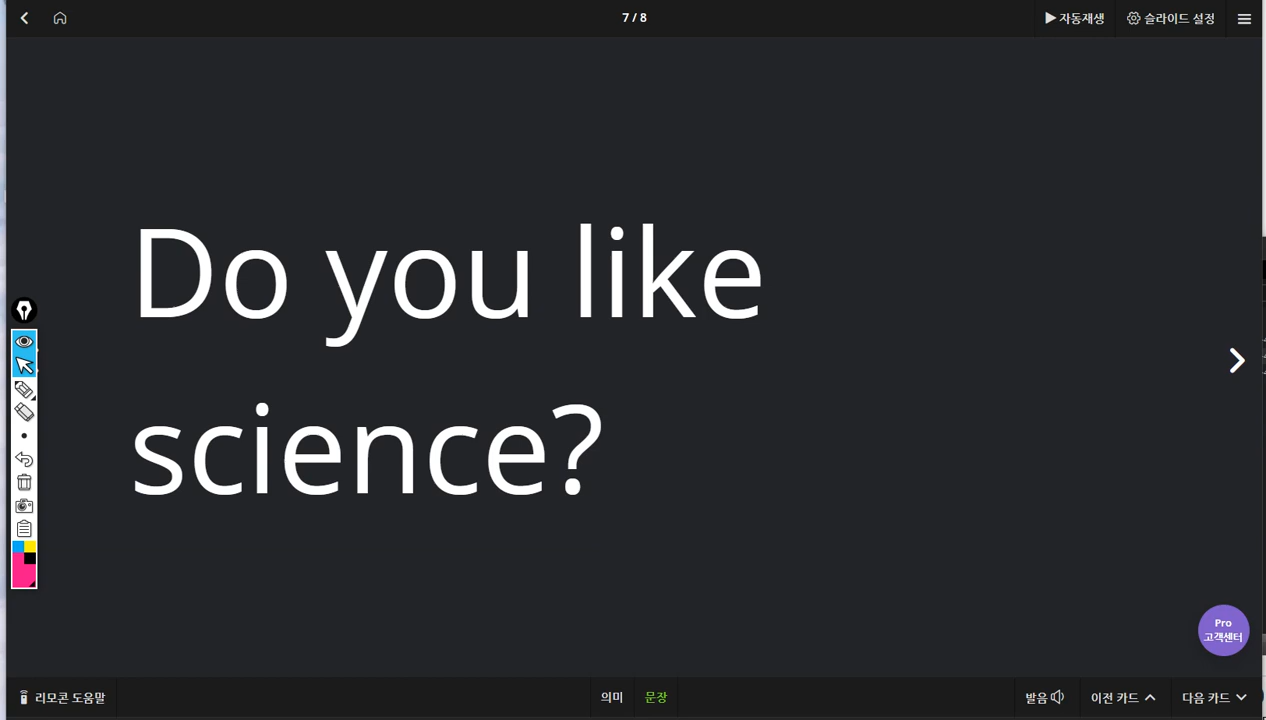 7 / 8
자동재생
슬라이드 설정
Do you like
science?
Pro
고객센터
리모콘 도움말
의미
문장
발음
이전 카드
다음 카드